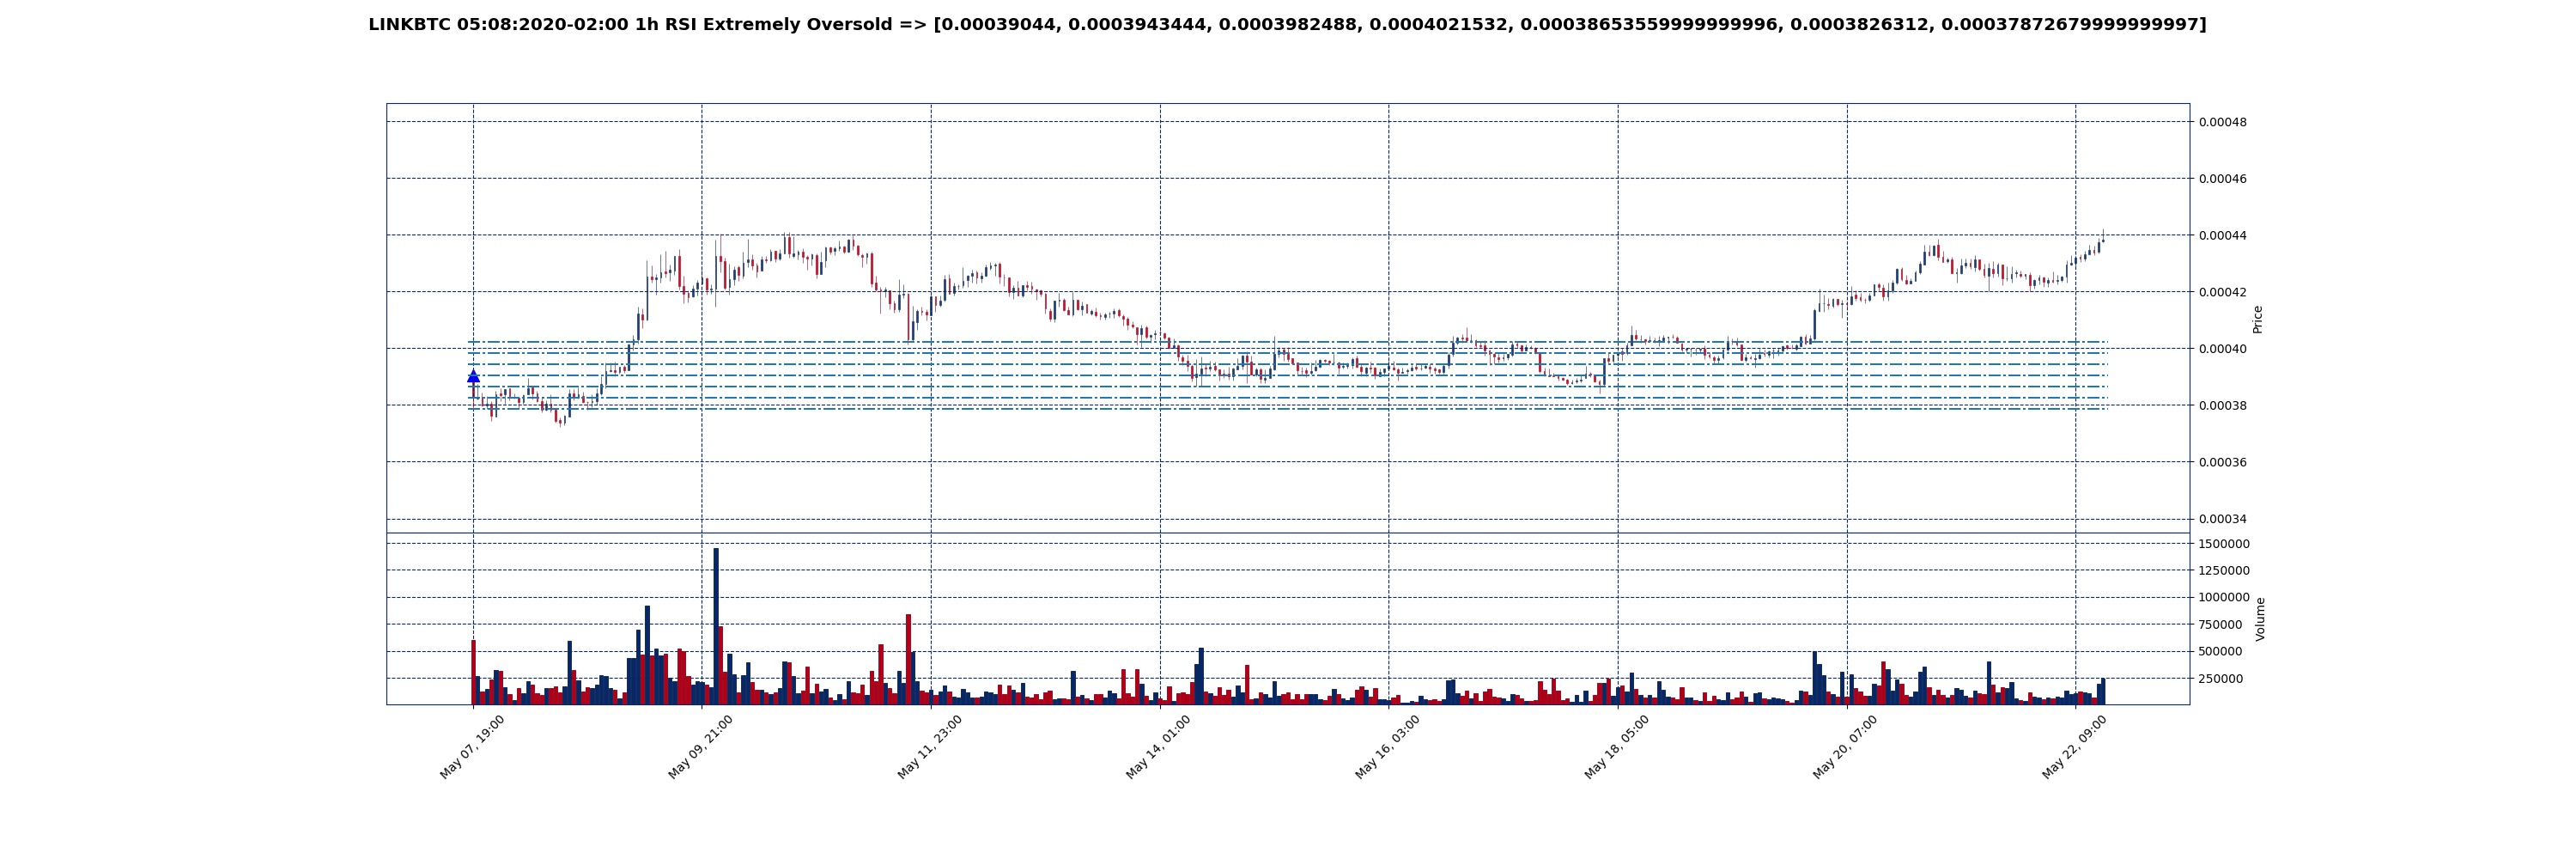 LINKBTC 05:08:2020-02:00 1h RSI Extremely Oversold => [0.00039044, 0.0003943444, 0.0003982488, 0.0004021532, 0.00038653559999999996, 0.0003826312, 0.00037872679999999997]
0.00048
0.00046
0.00044
0.00042
0.00040
0.00038
0.00036
0.00034
Price
1500000
1250000
1000000
750000
500000
250000
Volume
May 07, 19:00
May 09, 21:00
May 11, 23:00
May 14, 01:00
May 16, 03:00
May 18, 05:00
May 20, 07:00
May 22, 09:00